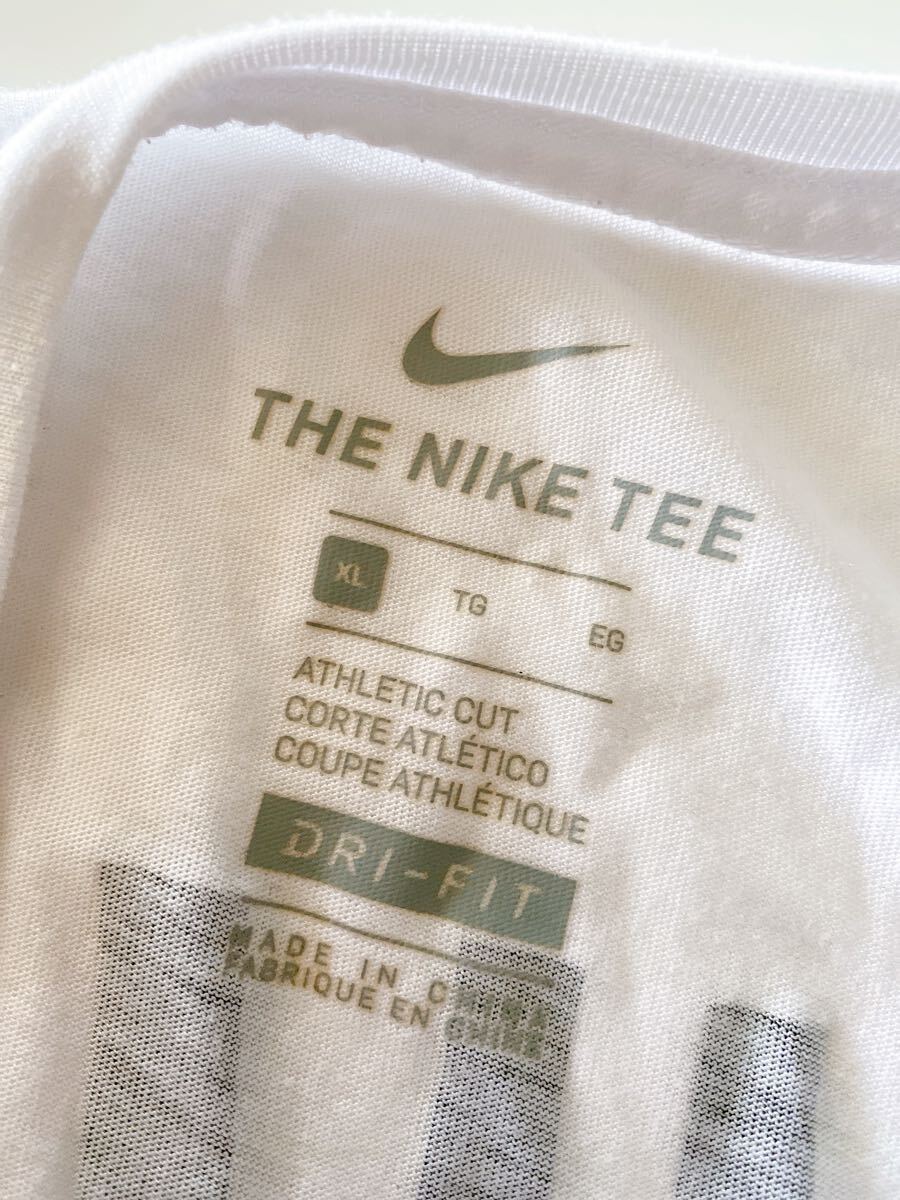 THE NIKE TEE
XL TG EG
ATHLETIC CUT
CORTE ATLÉTICO
COUPE ATHLÉTIQUE
DRI-FIT
MADE IN CHINA
FABRIQUE EN CHINE